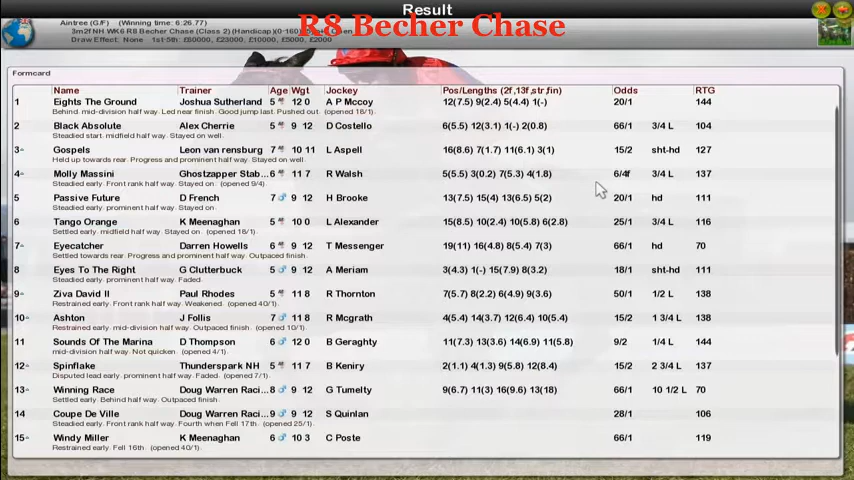 Result
Aintree (G/F) (Winning time: 6:26.77)
R8 Becher Chase
3m2f NH WK6 R8 Becher Chase (Class 2) (Handicap)(0-160) Open
Draw Effect: None 1st-5th: £60000, £23000, £10000, £5000, £2000
Formcard
Name Trainer Age Wgt Jockey Pos/Lengths (2f,13f,str,fin) Odds RTG
1 Eights The Ground Joshua Sutherland 5 12 0 A P Mccoy 12(7.5) 9(2.4) 5(4.4) 1(-) 20/1 144
Behind. mid-division half way. Led near finish. Good jump last. Pushed out. (opened 18/1)
2 Black Absolute Alex Cherrie 5 9 12 D Costello 6(5.5) 12(3.1) 1(-) 2(0.8) 66/1 3/4 L 104
Steadied start. midfield half way. Stayed on well.
3 Gospels Leon van rensburg 7 10 11 L Aspell 16(8.6) 7(1.7) 11(6.1) 3(1) 15/2 sht-hd 127
Held up towards rear. Progress and prominent half way. Stayed on well.
4 Molly Massini Ghostzapper Stab... 6 11 7 R Walsh 5(5.5) 3(0.2) 7(5.3) 4(1.8) 6/4f 3/4 L 137
Steadied early. Front rank half way. Stayed on. (opened 9/4)
5 Passive Future D French 7 9 12 H Brooke 13(7.5) 15(4) 13(6.5) 5(2) 20/1 hd 111
Steadied early. prominent half way. Stayed on.
6 Tango Orange K Meenaghan 5 10 0 L Alexander 15(8.5) 10(2.4) 10(5.8) 6(2.8) 25/1 3/4 L 116
Settled early. midfield half way. Stayed on. (opened 18/1)
7 Eyecatcher Darren Howells 6 9 12 T Messenger 19(11) 16(4.8) 8(5.4) 7(3) 66/1 hd 70
Settled towards rear. Progress and prominent half way. Outpaced finish.
8 Eyes To The Right G Clutterbuck 5 9 12 A Meriam 3(4.3) 1(-) 15(7.9) 8(3.2) 18/1 sht-hd 111
Steadied early. prominent half way. Faded.
9 Ziva David II Paul Rhodes 5 11 8 R Thornton 7(5.7) 8(2.2) 6(4.9) 9(3.6) 50/1 1/2 L 138
Restrained early. Front rank half way. Weakened. (opened 40/1)
10 Ashton J Follis 7 11 8 R Mcgrath 4(5.4) 14(3.7) 12(6.4) 10(5.4) 15/2 1 3/4 L 138
Restrained early. mid-division half way. Outpaced finish. (opened 10/1)
11 Sounds Of The Marina D Thompson 6 12 0 B Geraghty 11(7.3) 13(3.6) 14(6.9) 11(5.8) 9/2 1/4 L 144
mid-division half way. Not quicken. (opened 4/1)
12 Spinflake Thunderspark NH 5 11 7 B Keniry 2(1.1) 4(1.3) 9(5.8) 12(8.4) 15/2 2 3/4 L 137
Disputed lead early. prominent half way. Faded. (opened 7/1)
13 Winning Race Doug Warren Raci... 8 9 12 G Tumelty 9(6.7) 11(3) 16(9.6) 13(18) 66/1 10 1/2 L 70
Settled early. Behind half way. Outpaced finish.
14 Coupe De Ville Doug Warren Raci... 9 9 12 S Quinlan 28/1 106
Steadied early. Front rank half way. Fourth when Fell 17th. (opened 25/1)
15 Windy Miller K Meenaghan 6 10 3 C Poste 66/1 119
Restrained early. Fell 16th. (opened 40/1)